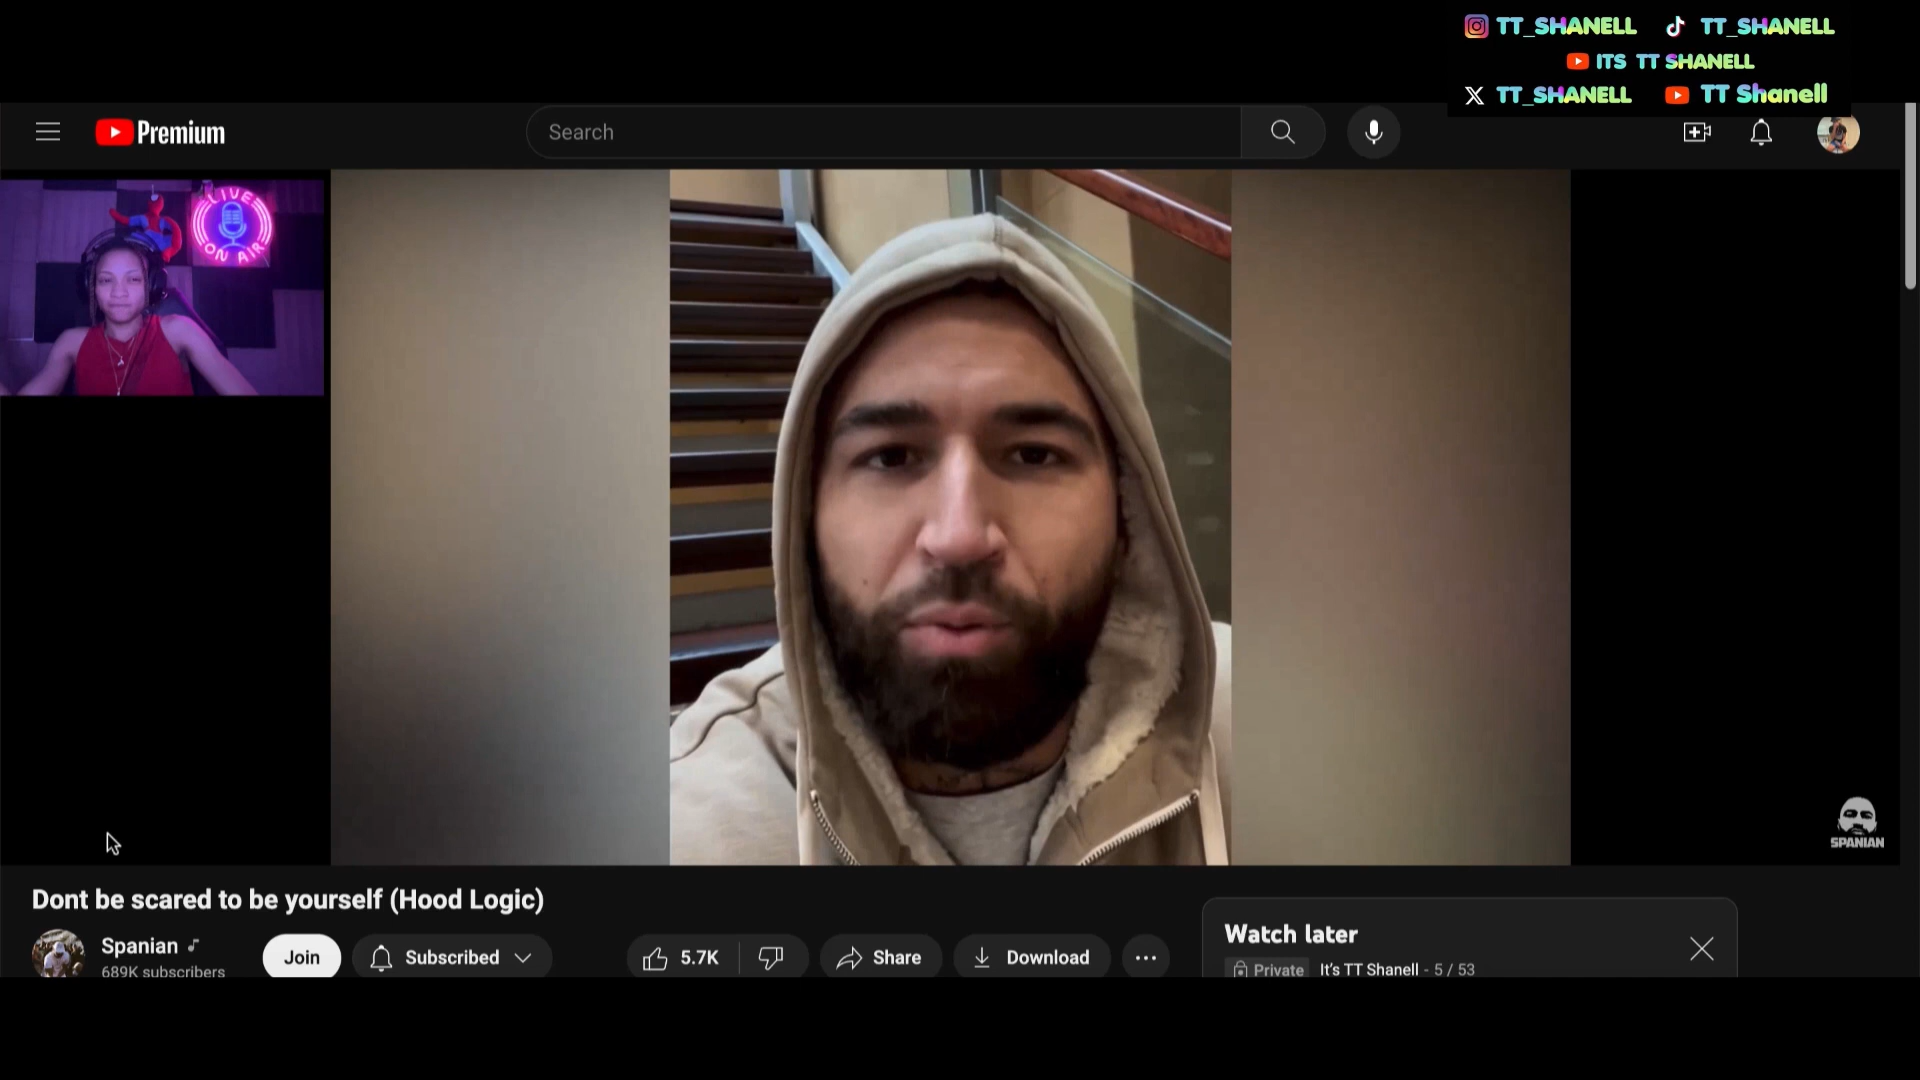 TT_SHANELL TT_SHANELL
ITS TT SHANELL
TT_SHANELL TT Shanell
Premium
Search
LIVE
ON AIR
SPANIAN
Dont be scared to be yourself (Hood Logic)
Spanian
689K subscribers
Join
Subscribed
5.7K
Share
Download
Watch later
Private It's TT Shanell - 5 / 53